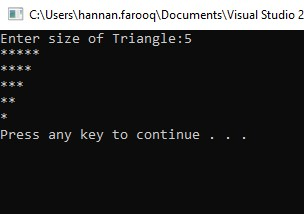 C:\Users\hannan.farooq\Documents\Visual Studio 2
Enter size of Triangle:5
*****
****
***
**
*
Press any key to continue . . .